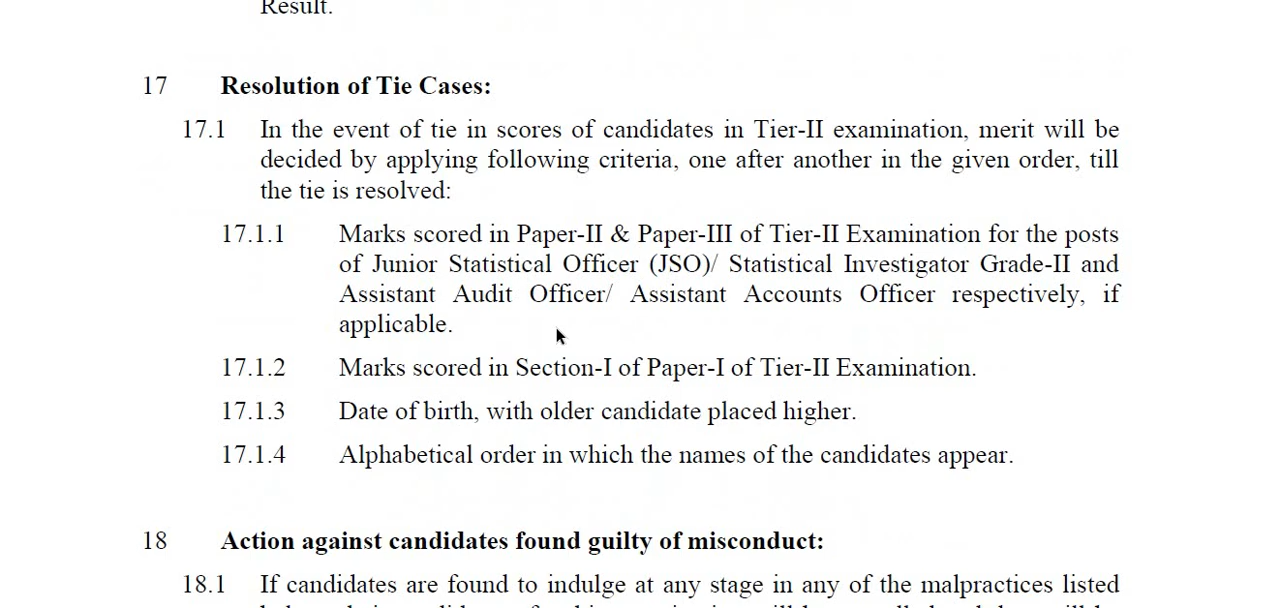 Result.
17 Resolution of Tie Cases:
17.1 In the event of tie in scores of candidates in Tier-II examination, merit will be
decided by applying following criteria, one after another in the given order, till
the tie is resolved:
17.1.1 Marks scored in Paper-II & Paper-III of Tier-II Examination for the posts
of Junior Statistical Officer (JSO)/ Statistical Investigator Grade-II and
Assistant Audit Officer/ Assistant Accounts Officer respectively, if
applicable.
17.1.2 Marks scored in Section-I of Paper-I of Tier-II Examination.
17.1.3 Date of birth, with older candidate placed higher.
17.1.4 Alphabetical order in which the names of the candidates appear.
18 Action against candidates found guilty of misconduct:
18.1 If candidates are found to indulge at any stage in any of the malpractices listed